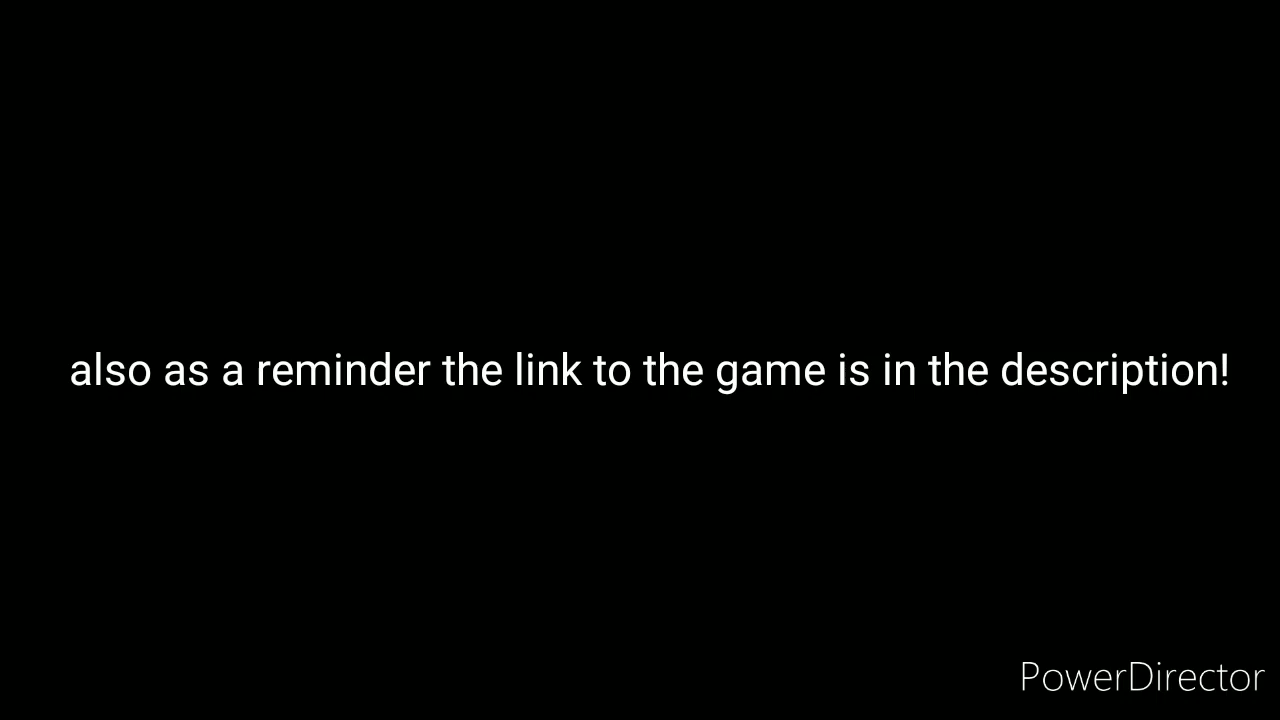 also as a reminder the link to the game is in the description!
PowerDirector